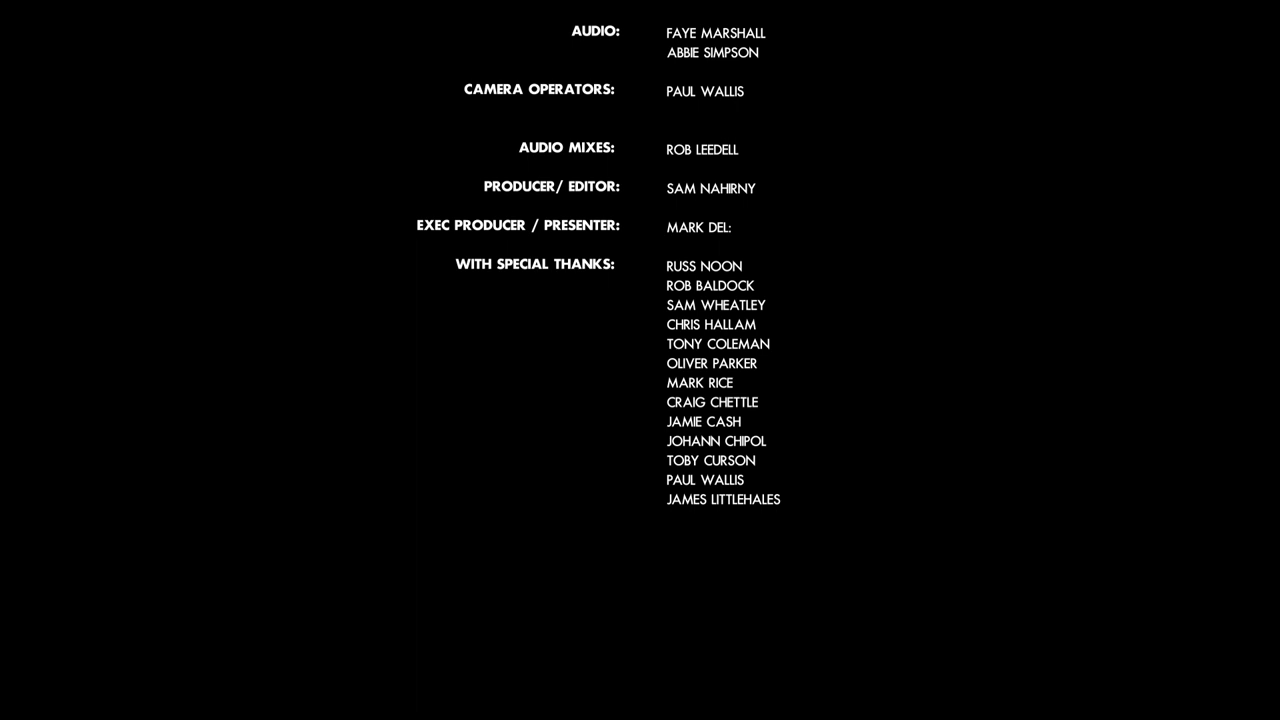 AUDIO: FAYE MARSHALL
ABBIE SIMPSON
CAMERA OPERATORS: PAUL WALLIS
AUDIO MIXES: ROB LEEDELL
PRODUCER/ EDITOR: SAM NAHIRNY
EXEC PRODUCER / PRESENTER: MARK DEL:
WITH SPECIAL THANKS: RUSS NOON
ROB BALDOCK
SAM WHEATLEY
CHRIS HALLAM
TONY COLEMAN
OLIVER PARKER
MARK RICE
CRAIG CHETTLE
JAMIE CASH
JOHANN CHIPOL
TOBY CURSON
PAUL WALLIS
JAMES LITTLEHALES